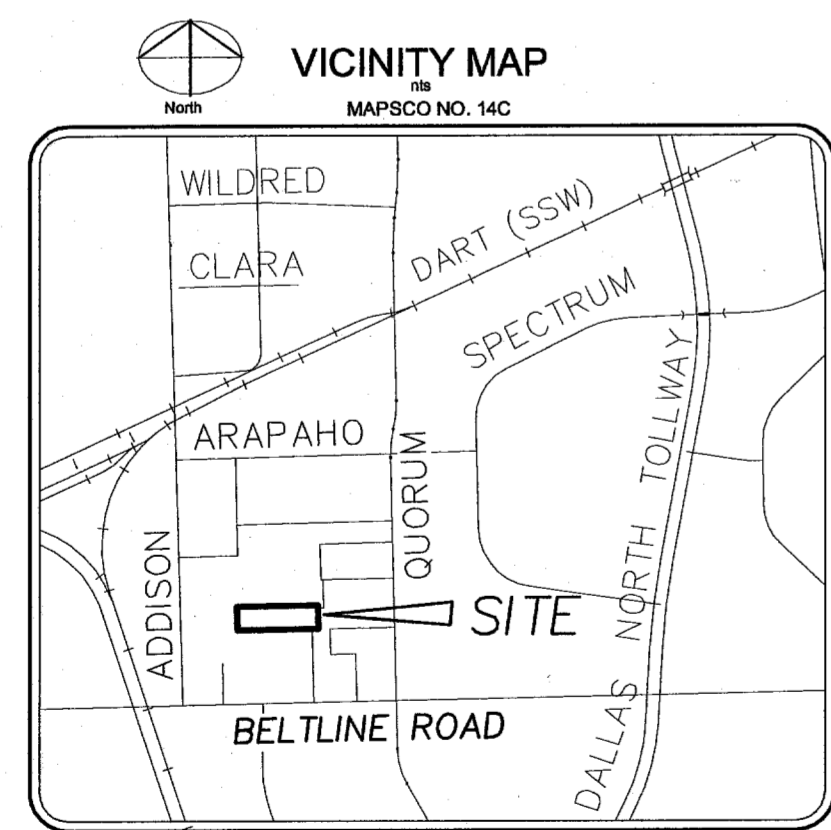 VICINITY MAP
nts
North
MAPSCO NO. 14C
WILDRED
CLARA
DART (SSW)
SPECTRUM
ARAPAHO
QUORUM
DALLAS NORTH TOLLWAY
ADDISON
SITE
BELTLINE ROAD